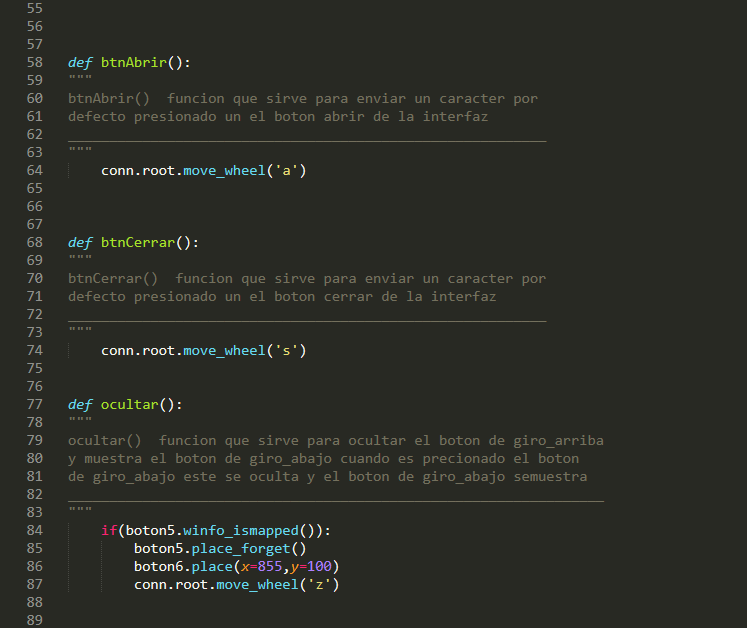 55
56
57
58 def btnAbrir():
59 """
60 btnAbrir()  funcion que sirve para enviar un caracter por
61 defecto presionado un el boton abrir de la interfaz
62 __________________________________________________________
63 """
64     conn.root.move_wheel('a')
65
66
67
68 def btnCerrar():
69 """
70 btnCerrar()  funcion que sirve para enviar un caracter por
71 defecto presionado un el boton cerrar de la interfaz
72 __________________________________________________________
73 """
74     conn.root.move_wheel('s')
75
76
77 def ocultar():
78 """
79 ocultar()  funcion que sirve para ocultar el boton de giro_arriba
80 y muestra el boton de giro_abajo cuando es precionado el boton
81 de giro_abajo este se oculta y el boton de giro_abajo semuestra
82 _________________________________________________________________
83 """
84     if(boton5.winfo_ismapped()):
85         boton5.place_forget()
86         boton6.place(x=855,y=100)
87         conn.root.move_wheel('z')
88
89